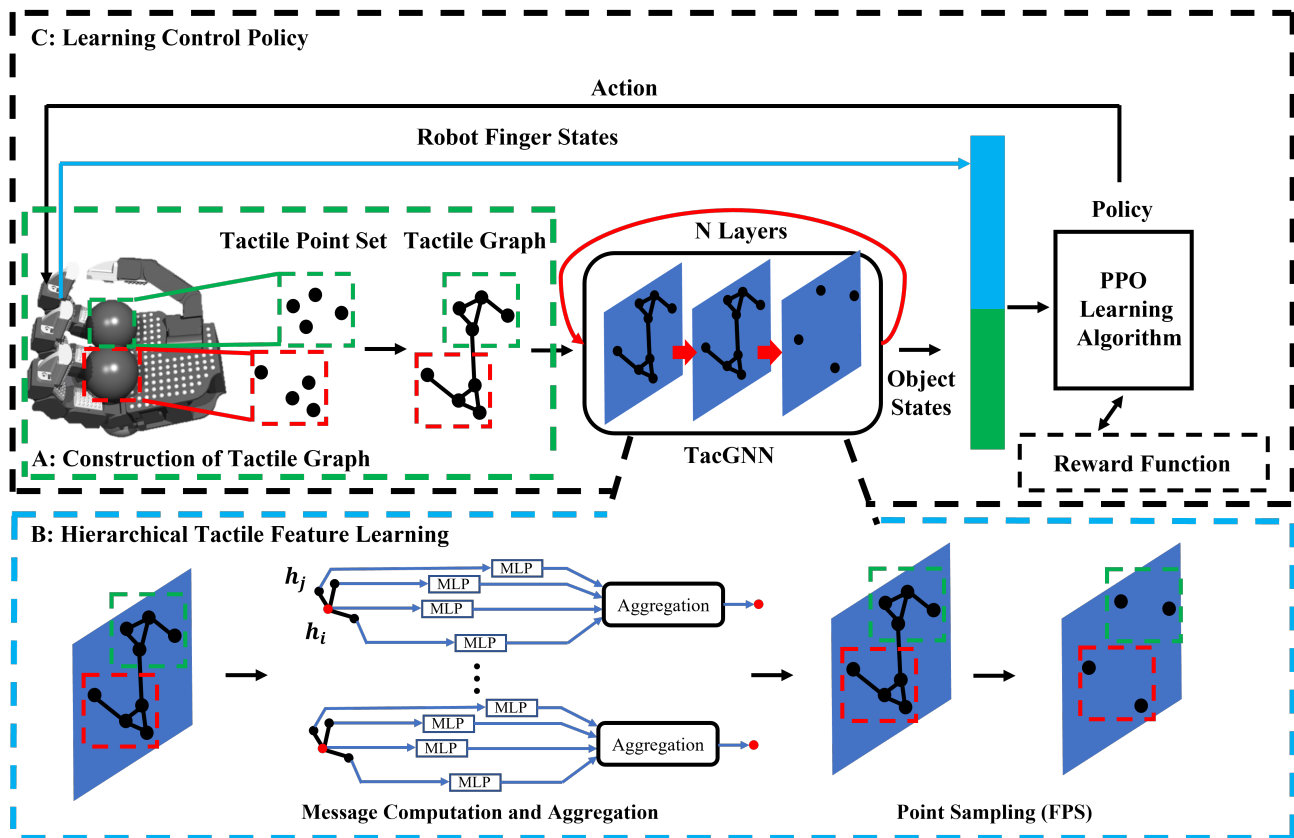 C: Learning Control Policy
Action
Robot Finger States
Policy
Tactile Point Set
Tactile Graph
N Layers
PPO
Learning
Algorithm
Object
States
TacGNN
A: Construction of Tactile Graph
Reward Function
B: Hierarchical Tactile Feature Learning
h_j
MLP
MLP
MLP
Aggregation
h_i
MLP
MLP
MLP
MLP
Aggregation
MLP
Message Computation and Aggregation
Point Sampling (FPS)